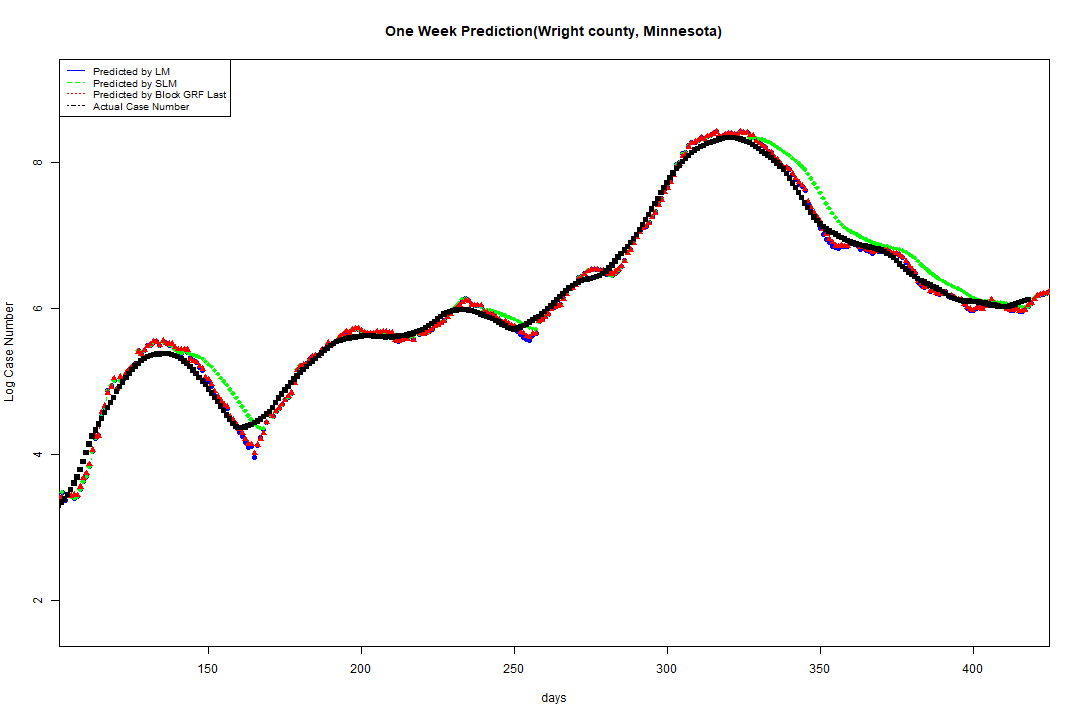 One Week Prediction(Wright county, Minnesota)
Predicted by LM
Predicted by SLM
Predicted by Block GRF Last
Actual Case Number
Log Case Number
8
6
4
2
150 200 250 300 350 400
days